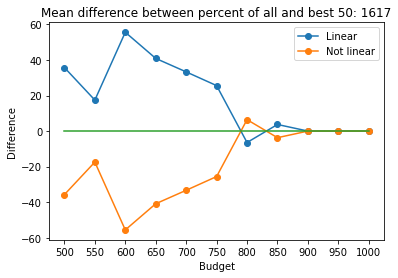 Mean difference between percent of all and best 50: 1617
Linear
Not linear
60
40
20
0
−20
−40
−60
Difference
500 550 600 650 700 750 800 850 900 950 1000
Budget